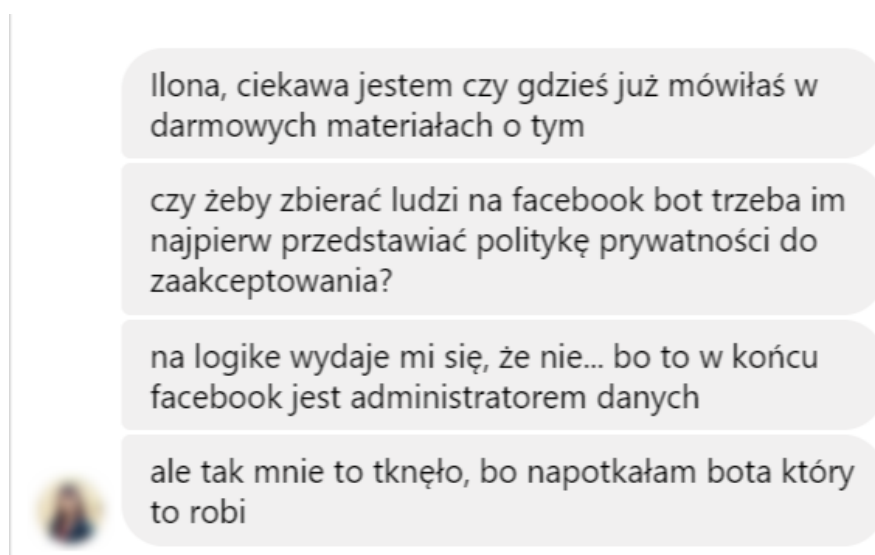 Ilona, ciekawa jestem czy gdzieś już mówiłaś w
darmowych materiałach o tym
czy żeby zbierać ludzi na facebook bot trzeba im
najpierw przedstawiać politykę prywatności do
zaakceptowania?
na logike wydaje mi się, że nie... bo to w końcu
facebook jest administratorem danych
ale tak mnie to tknęło, bo napotkałam bota który
to robi